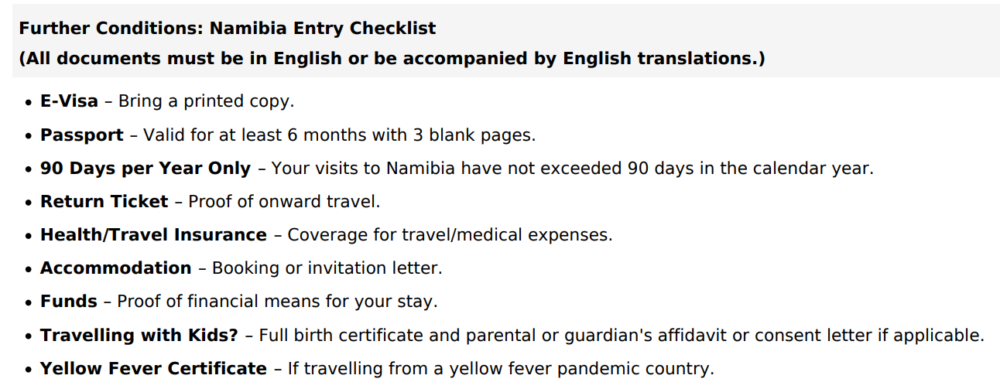 Further Conditions: Namibia Entry Checklist
(All documents must be in English or be accompanied by English translations.)
• E-Visa – Bring a printed copy.
• Passport – Valid for at least 6 months with 3 blank pages.
• 90 Days per Year Only – Your visits to Namibia have not exceeded 90 days in the calendar year.
• Return Ticket – Proof of onward travel.
• Health/Travel Insurance – Coverage for travel/medical expenses.
• Accommodation – Booking or invitation letter.
• Funds – Proof of financial means for your stay.
• Travelling with Kids? – Full birth certificate and parental or guardian's affidavit or consent letter if applicable.
• Yellow Fever Certificate – If travelling from a yellow fever pandemic country.